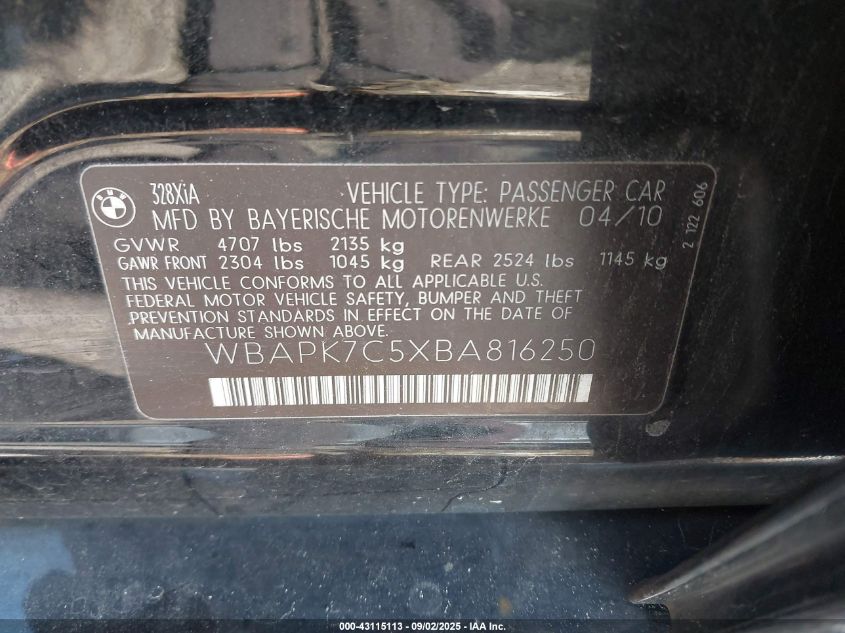 BMW
328XiA VEHICLE TYPE: PASSENGER CAR
MFD BY BAYERISCHE MOTORENWERKE 04/10
GVWR 4707 lbs 2135 kg
GAWR FRONT 2304 lbs 1045 kg REAR 2524 lbs 1145 kg
THIS VEHICLE CONFORMS TO ALL APPLICABLE U.S.
FEDERAL MOTOR VEHICLE SAFETY, BUMPER AND THEFT
PREVENTION STANDARDS IN EFFECT ON THE DATE OF
MANUFACTURE SHOWN ABOVE.
WBAPK7C5XBA816250
2 122 606
000-43115113 - 09/02/2025 - IAA Inc.